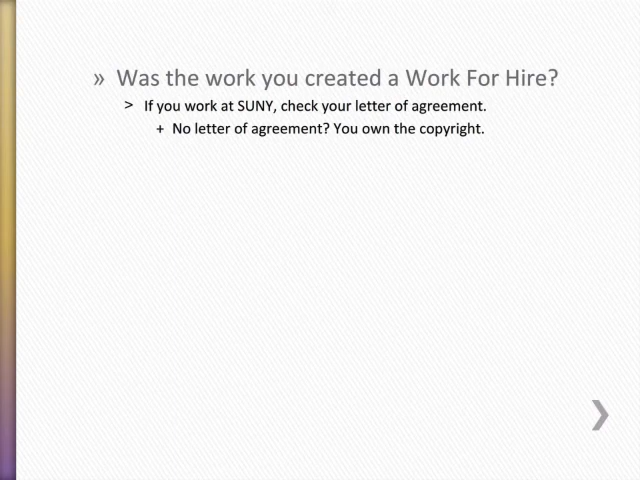 » Was the work you created a Work For Hire?
> If you work at SUNY, check your letter of agreement.
+ No letter of agreement? You own the copyright.